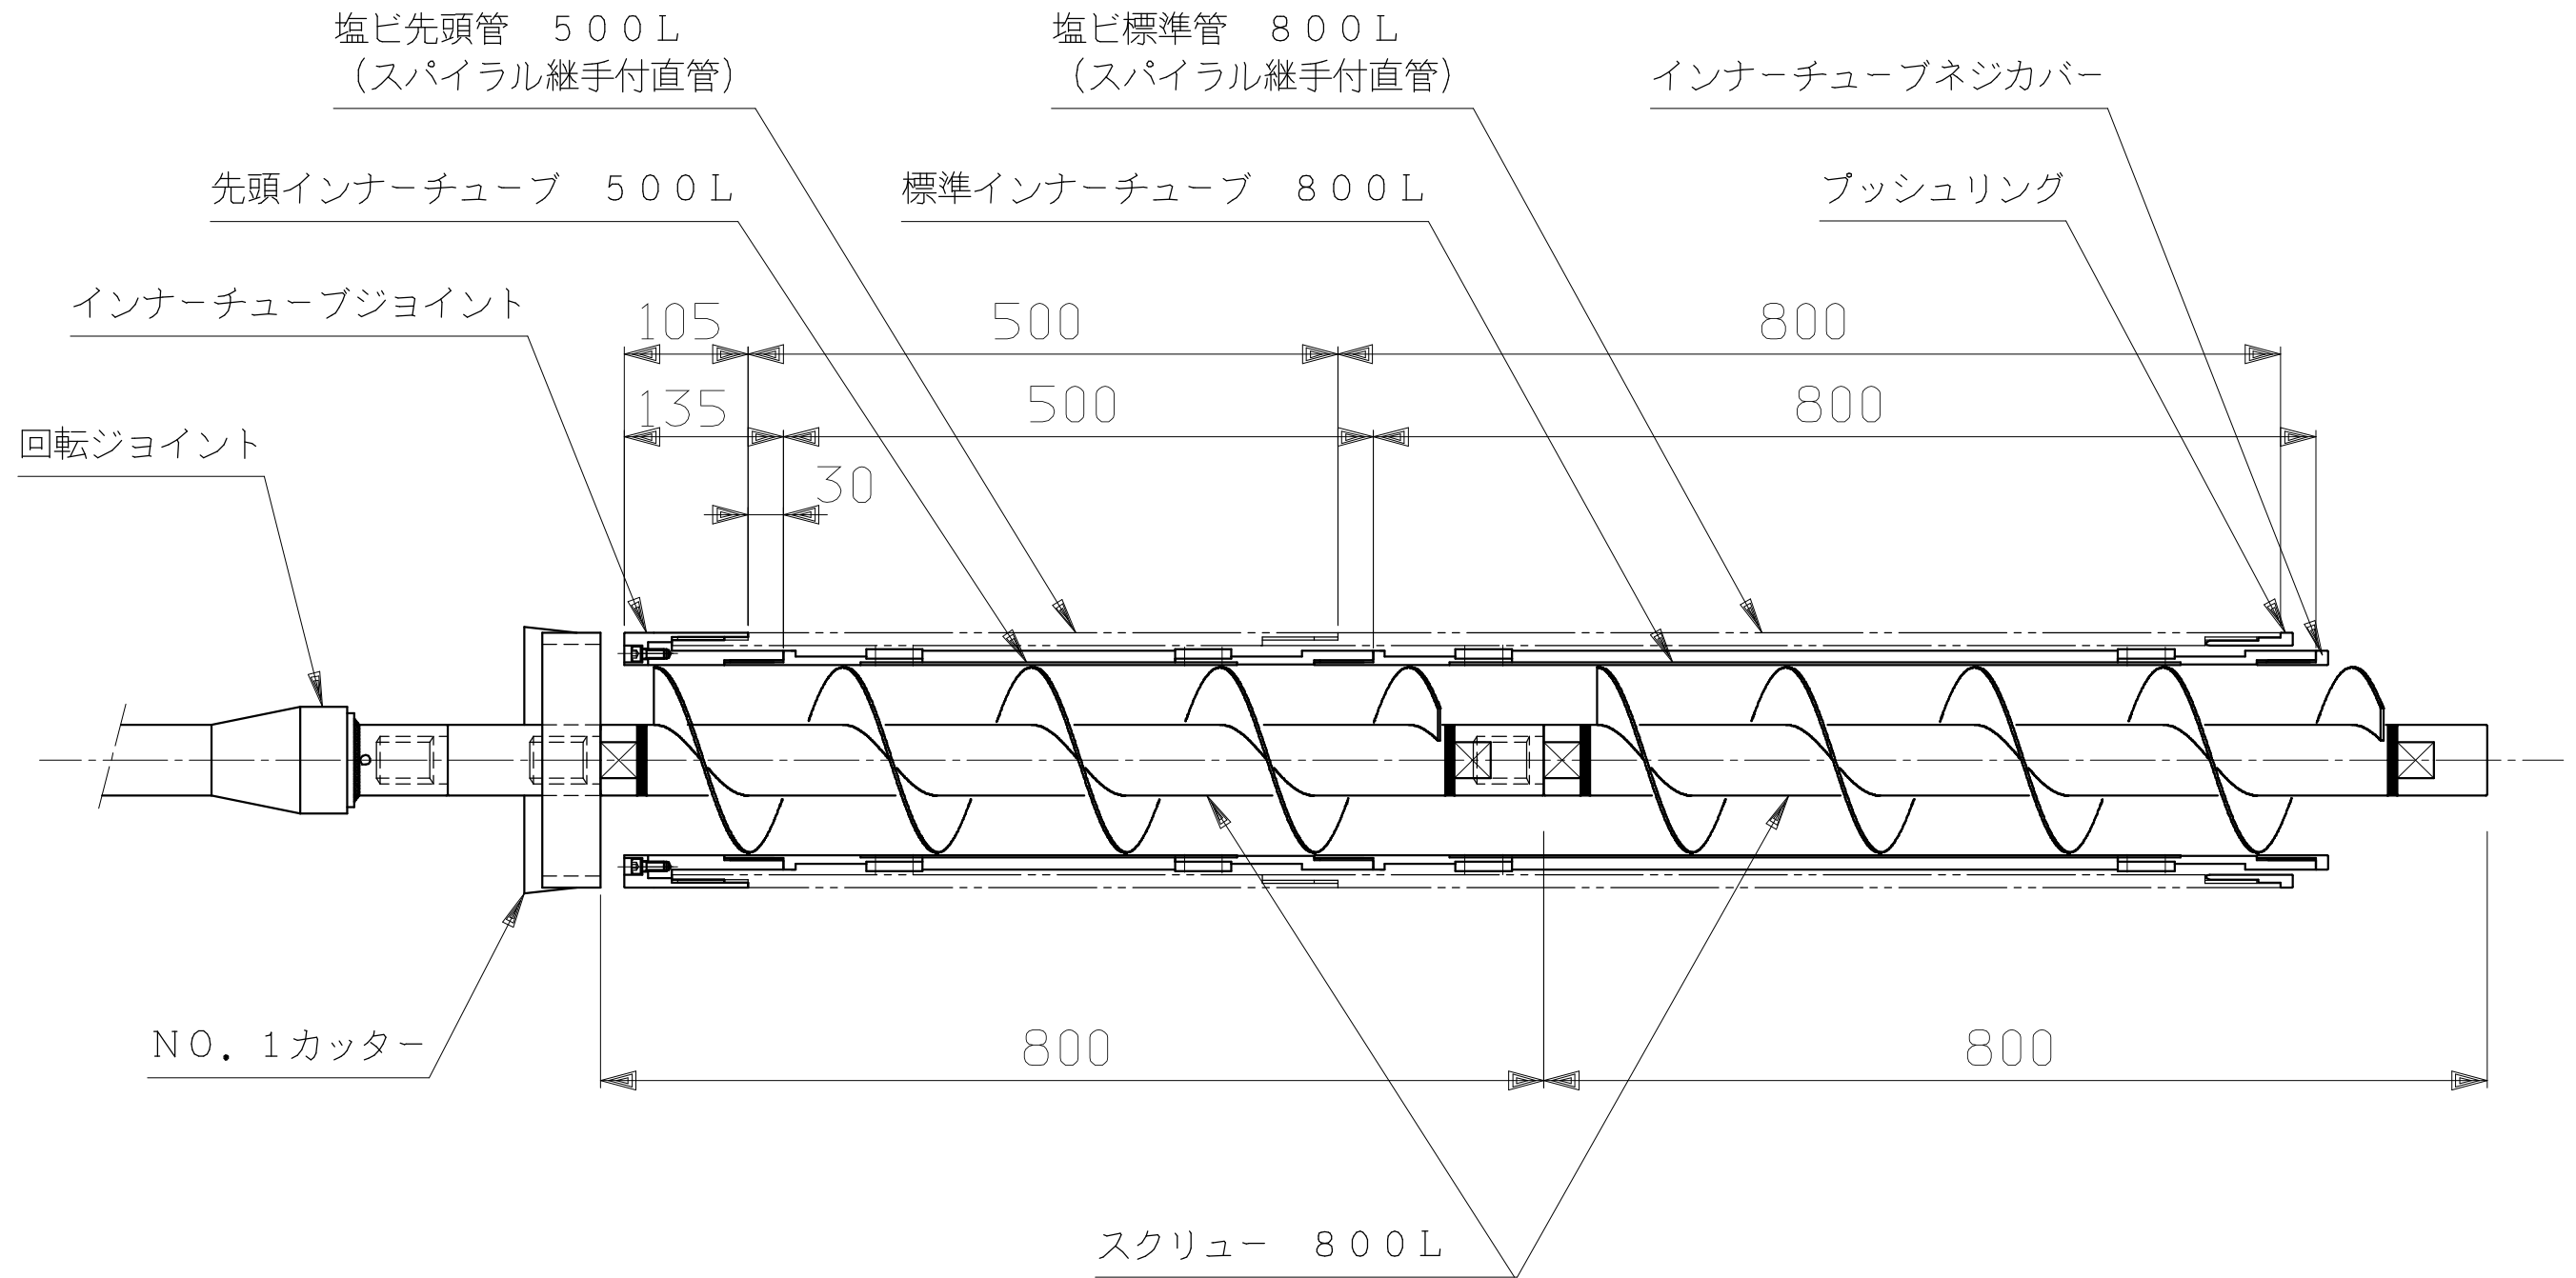 塩ビ先頭管　５００Ｌ
（スパイラル継手付直管）
塩ビ標準管　８００Ｌ
（スパイラル継手付直管）
インナーチューブネジカバー
先頭インナーチューブ　５００Ｌ
標準インナーチューブ　８００Ｌ
プッシュリング
インナーチューブジョイント
105
500
800
135
500
800
回転ジョイント
30
ＮＯ．１カッター
800
800
スクリュー　８００Ｌ